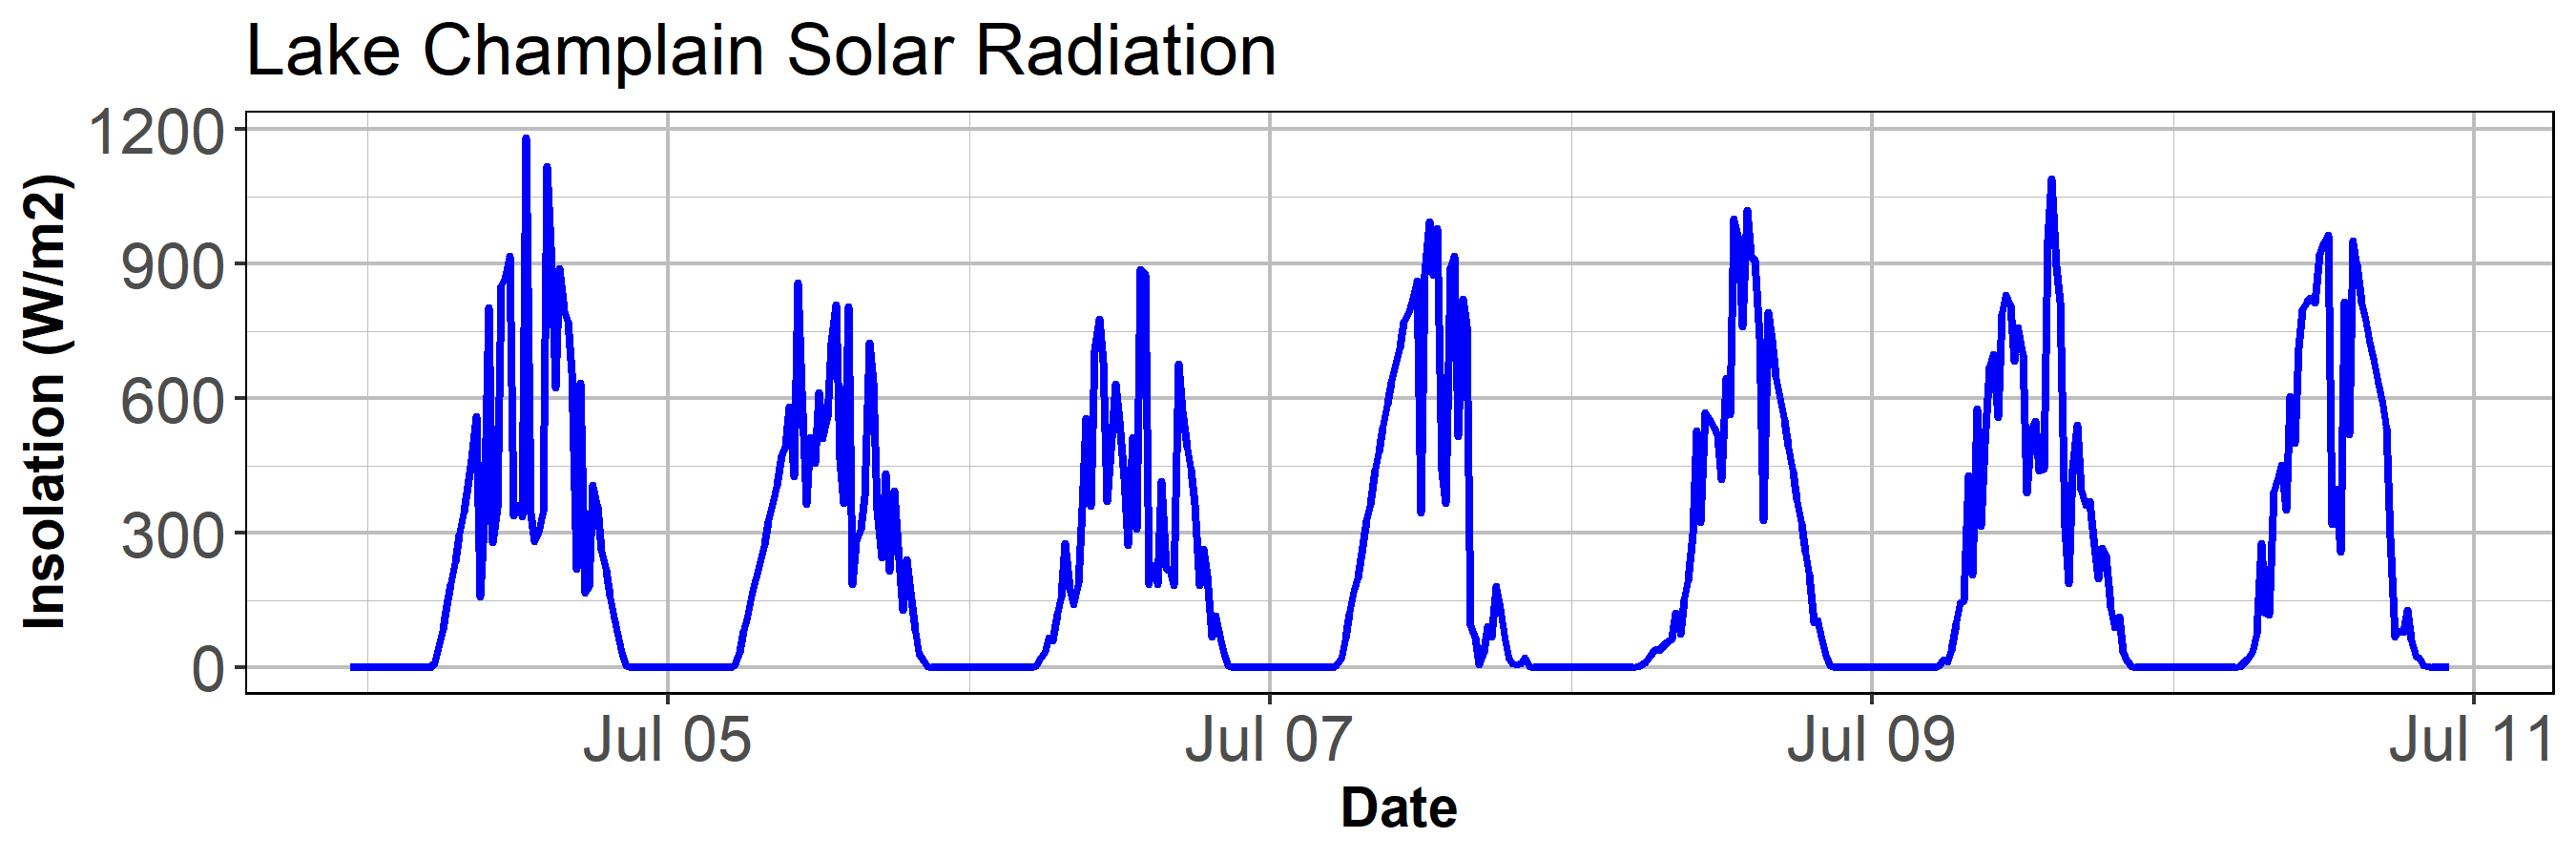 Lake Champlain Solar Radiation
1200
900
600
300
0
Insolation (W/m2)
Jul 05
Jul 07
Jul 09
Jul 11
Date